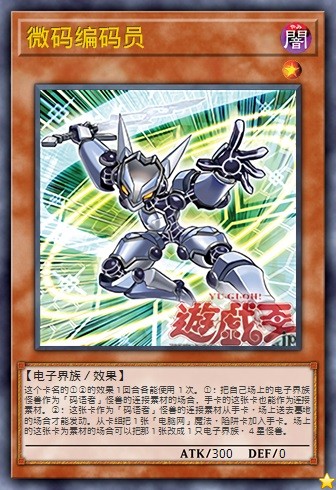 微码编码员
闇
YU-GI-OH!
遊戯王
【电子界族／效果】
这个卡名的①②的效果1回合各能使用1次。①：把自己场上的电子界族
怪兽作为「码语者」怪兽的连接素材的场合，手卡的这张卡也能作为连接
素材。②：这张卡作为「码语者」怪兽的连接素材从手卡·场上送去墓地
的场合才能发动。从卡组把1张「电脑网」魔法·陷阱卡加入手卡。场上
的这张卡为素材的场合可以把那1张改成1只电子界族·4星怪兽。
ATK/300 DEF/0